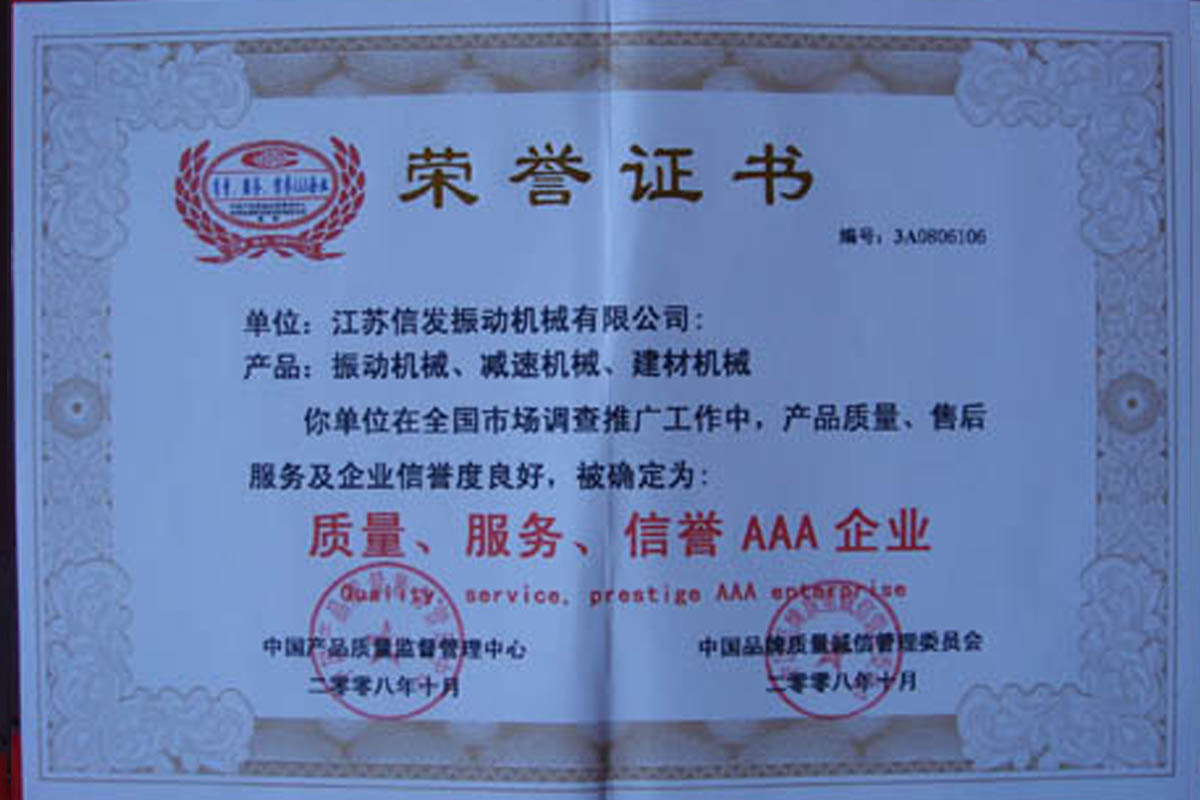 荣誉证书
编号：3A0806106
单位：江苏信发振动机械有限公司：
产品：振动机械、减速机械、建材机械
你单位在全国市场调查推广工作中，产品质量、售后
服务及企业信誉度良好，被确定为：
质量、服务、信誉 AAA 企业
Quality, service, prestige AAA enterprise
中国产品质量监督管理中心
中国品牌质量誠信管理委员会
二零零八年十月
二零零八年十月